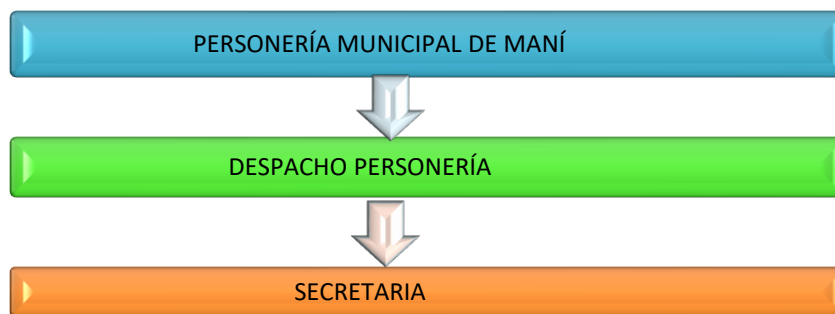 PERSONERÍA MUNICIPAL DE MANÍ
DESPACHO PERSONERÍA
SECRETARIA